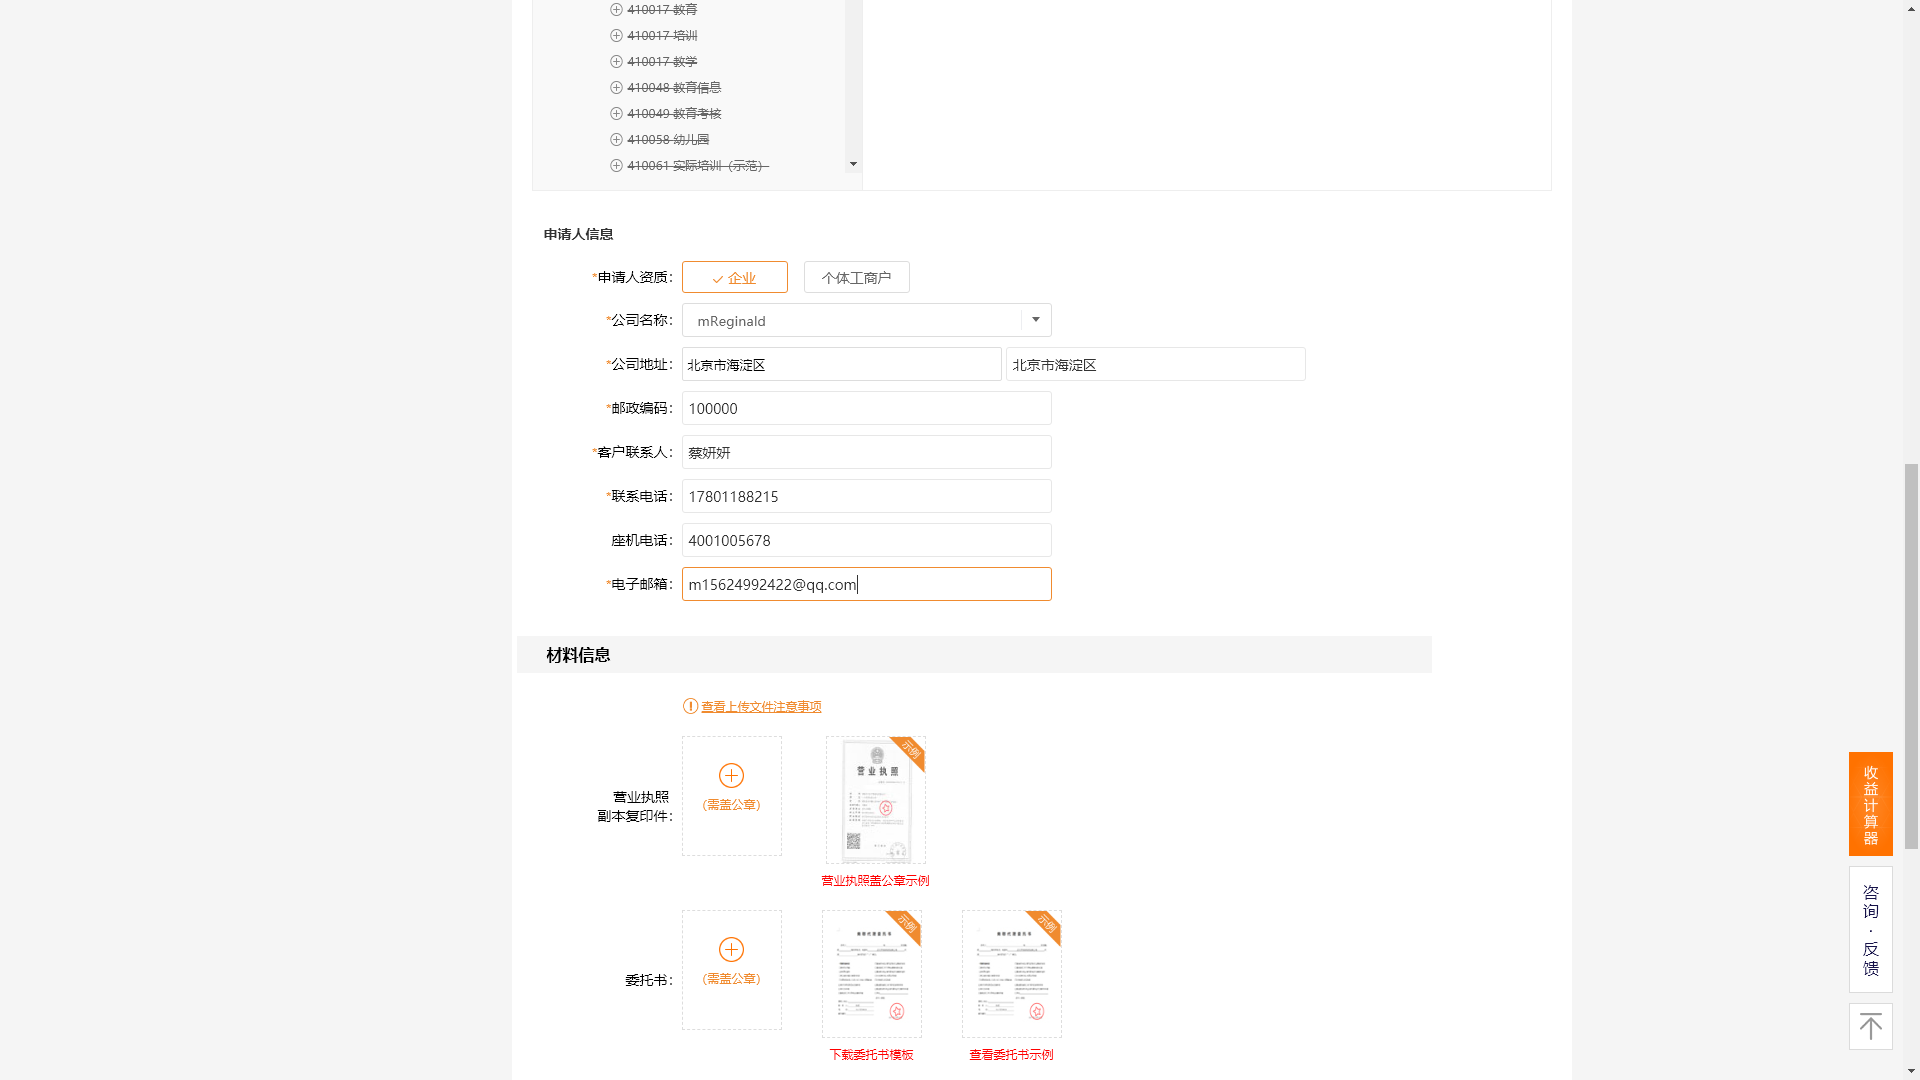 410017 教育
410017 培训
410017 教学
410048 教育信息
410049 教育考核
410058 幼儿园
410061 实际培训（示范）
申请人信息
*申请人资质： 企业 个体工商户
*公司名称： mReginald
*公司地址： 北京市海淀区 北京市海淀区
*邮政编码： 100000
*客户联系人： 蔡妍妍
*联系电话： 17801188215
座机电话： 4001005678
*电子邮箱： m15624992422@qq.com
材料信息
查看上传文件注意事项
营业执照
副本复印件：
(需盖公章)
示例
营业执照
营业执照盖公章示例
委托书：
(需盖公章)
示例
示例
下载委托书模板
查看委托书示例
收益计算器
咨询·反馈